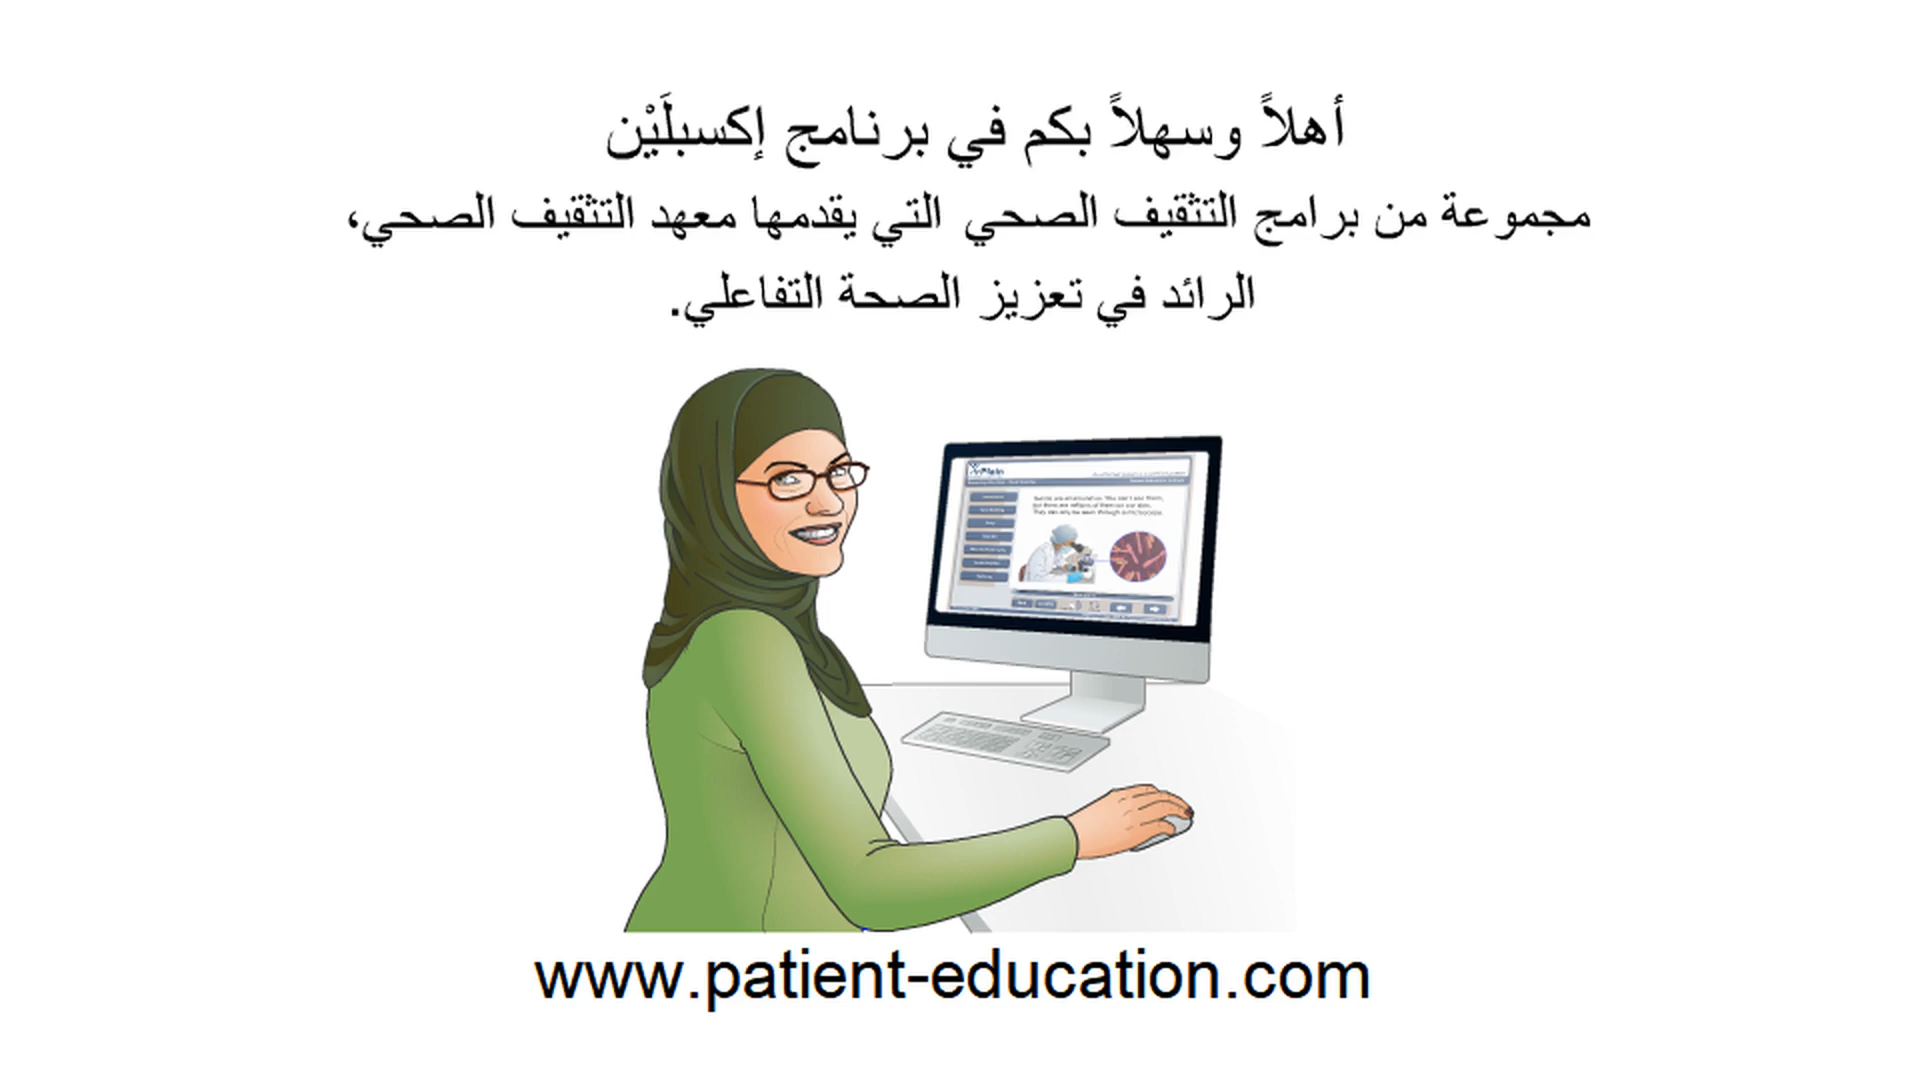 أهلاً وسهلاً بكم في برنامج إكسبلَيْن
مجموعة من برامج التثقيف الصحي التي يقدمها معهد التثقيف الصحي،
الرائد في تعزيز الصحة التفاعلي.
www.patient-education.com